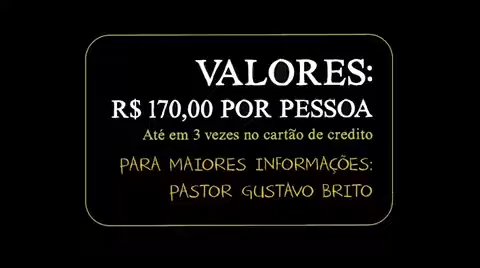 VALORES:
R$ 170,00 POR PESSOA
Até em 3 vezes no cartão de credito
PARA MAIORES INFORMAÇÕES:
PASTOR GUSTAVO BRITO